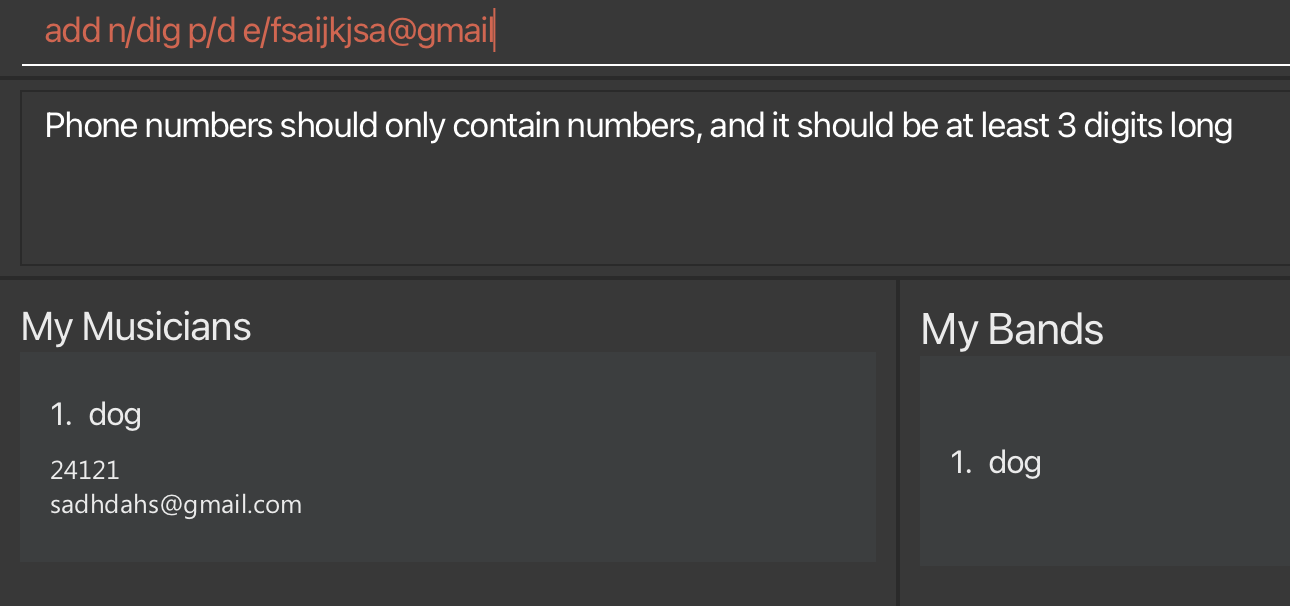 add n/dig p/d e/fsaijkjsa@gmail
Phone numbers should only contain numbers, and it should be at least 3 digits long
My Musicians
1. dog
24121
sadhdahs@gmail.com
My Bands
1. dog